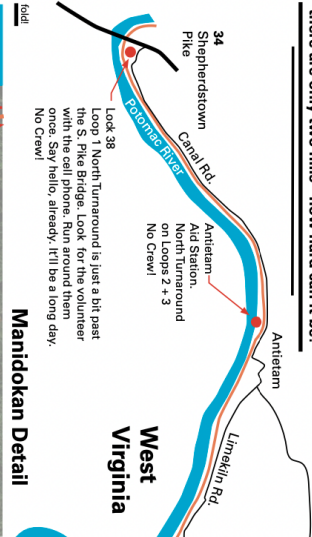 fold!
34
Shepherdstown
Pike
Canal Rd.
Potomac River
Lock 38
Loop 1 North Turnaround is just a bit past
the S. Pike Bridge. Look for the volunteer
with the cell phone. Run around them
once. Say hello, already. It'll be a long day.
No Crew!
Antietam
Aid Station.
North Turnaround
on Loops 2 + 3
No Crew!
Antietam
Limekiln Rd.
West
Virginia
Manidokan Detail